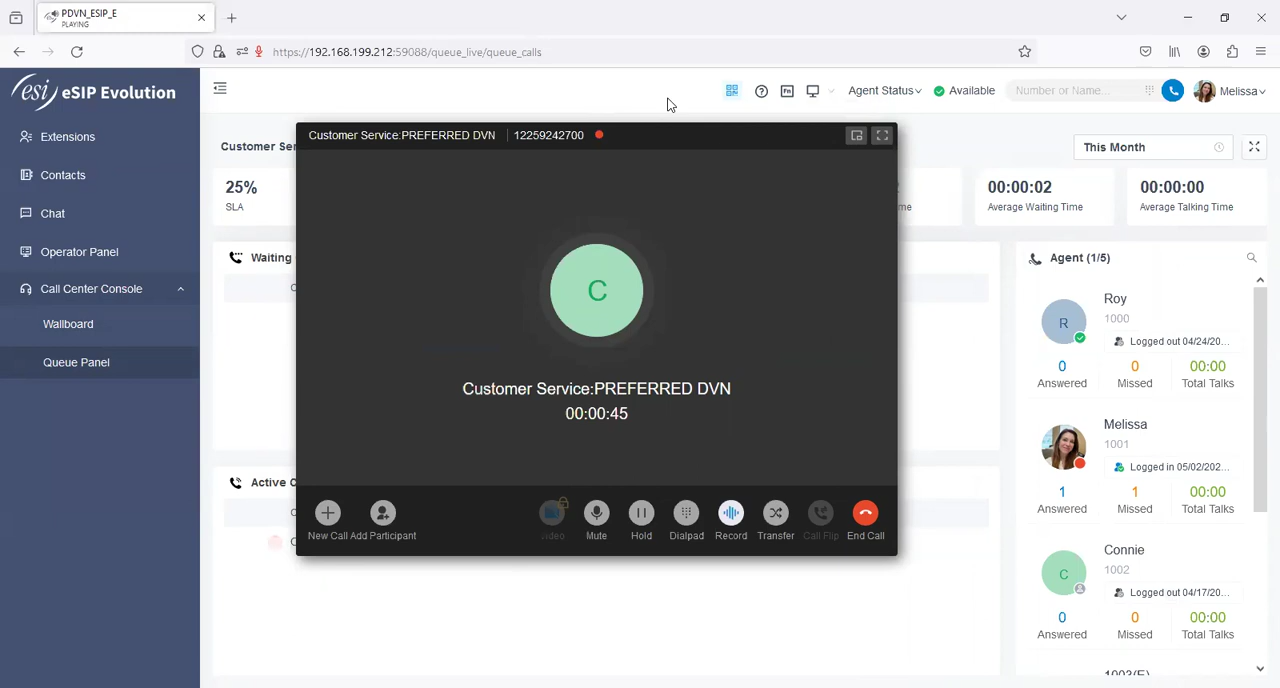 PDVN_ESIP_E
PLAYING
https://192.168.199.212:59088/queue_live/queue_calls
esi eSIP Evolution
Extensions
Contacts
Chat
Operator Panel
Call Center Console
Wallboard
Queue Panel
Agent Status
Available
Number or Name...
Melissa
Customer Ser
This Month
25%
SLA
me
00:00:02
Average Waiting Time
00:00:00
Average Talking Time
Waiting
Active C
Customer Service:PREFERRED DVN
12259242700
C
Customer Service:PREFERRED DVN
00:00:45
New Call
Add Participant
Video
Mute
Hold
Dialpad
Record
Transfer
Call Flip
End Call
Agent (1/5)
R
Roy
1000
Logged out 04/24/20...
0
Answered
0
Missed
00:00
Total Talks
Melissa
1001
Logged in 05/02/202...
1
Answered
1
Missed
00:00
Total Talks
C
Connie
1002
Logged out 04/17/20...
0
Answered
0
Missed
00:00
Total Talks
1003(F)